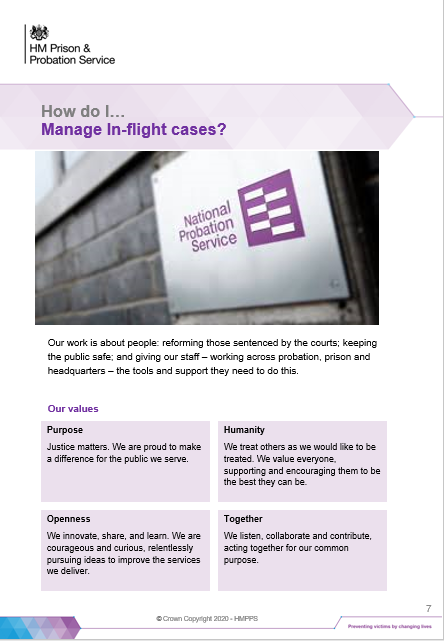 HM Prison &
Probation Service
How do I…
Manage In-flight cases?
National
Probation
Service
Our work is about people: reforming those sentenced by the courts; keeping
the public safe; and giving our staff – working across probation, prison and
headquarters – the tools and support they need to do this.
Our values
Purpose
Justice matters. We are proud to make
a difference for the public we serve.
Humanity
We treat others as we would like to be
treated. We value everyone,
supporting and encouraging them to be
the best they can be.
Openness
We innovate, share, and learn. We are
courageous and curious, relentlessly
pursuing ideas to improve the services
we deliver.
Together
We listen, collaborate and contribute,
acting together for our common
purpose.
7
© Crown Copyright 2020 - HMPPS
Preventing victims by changing lives